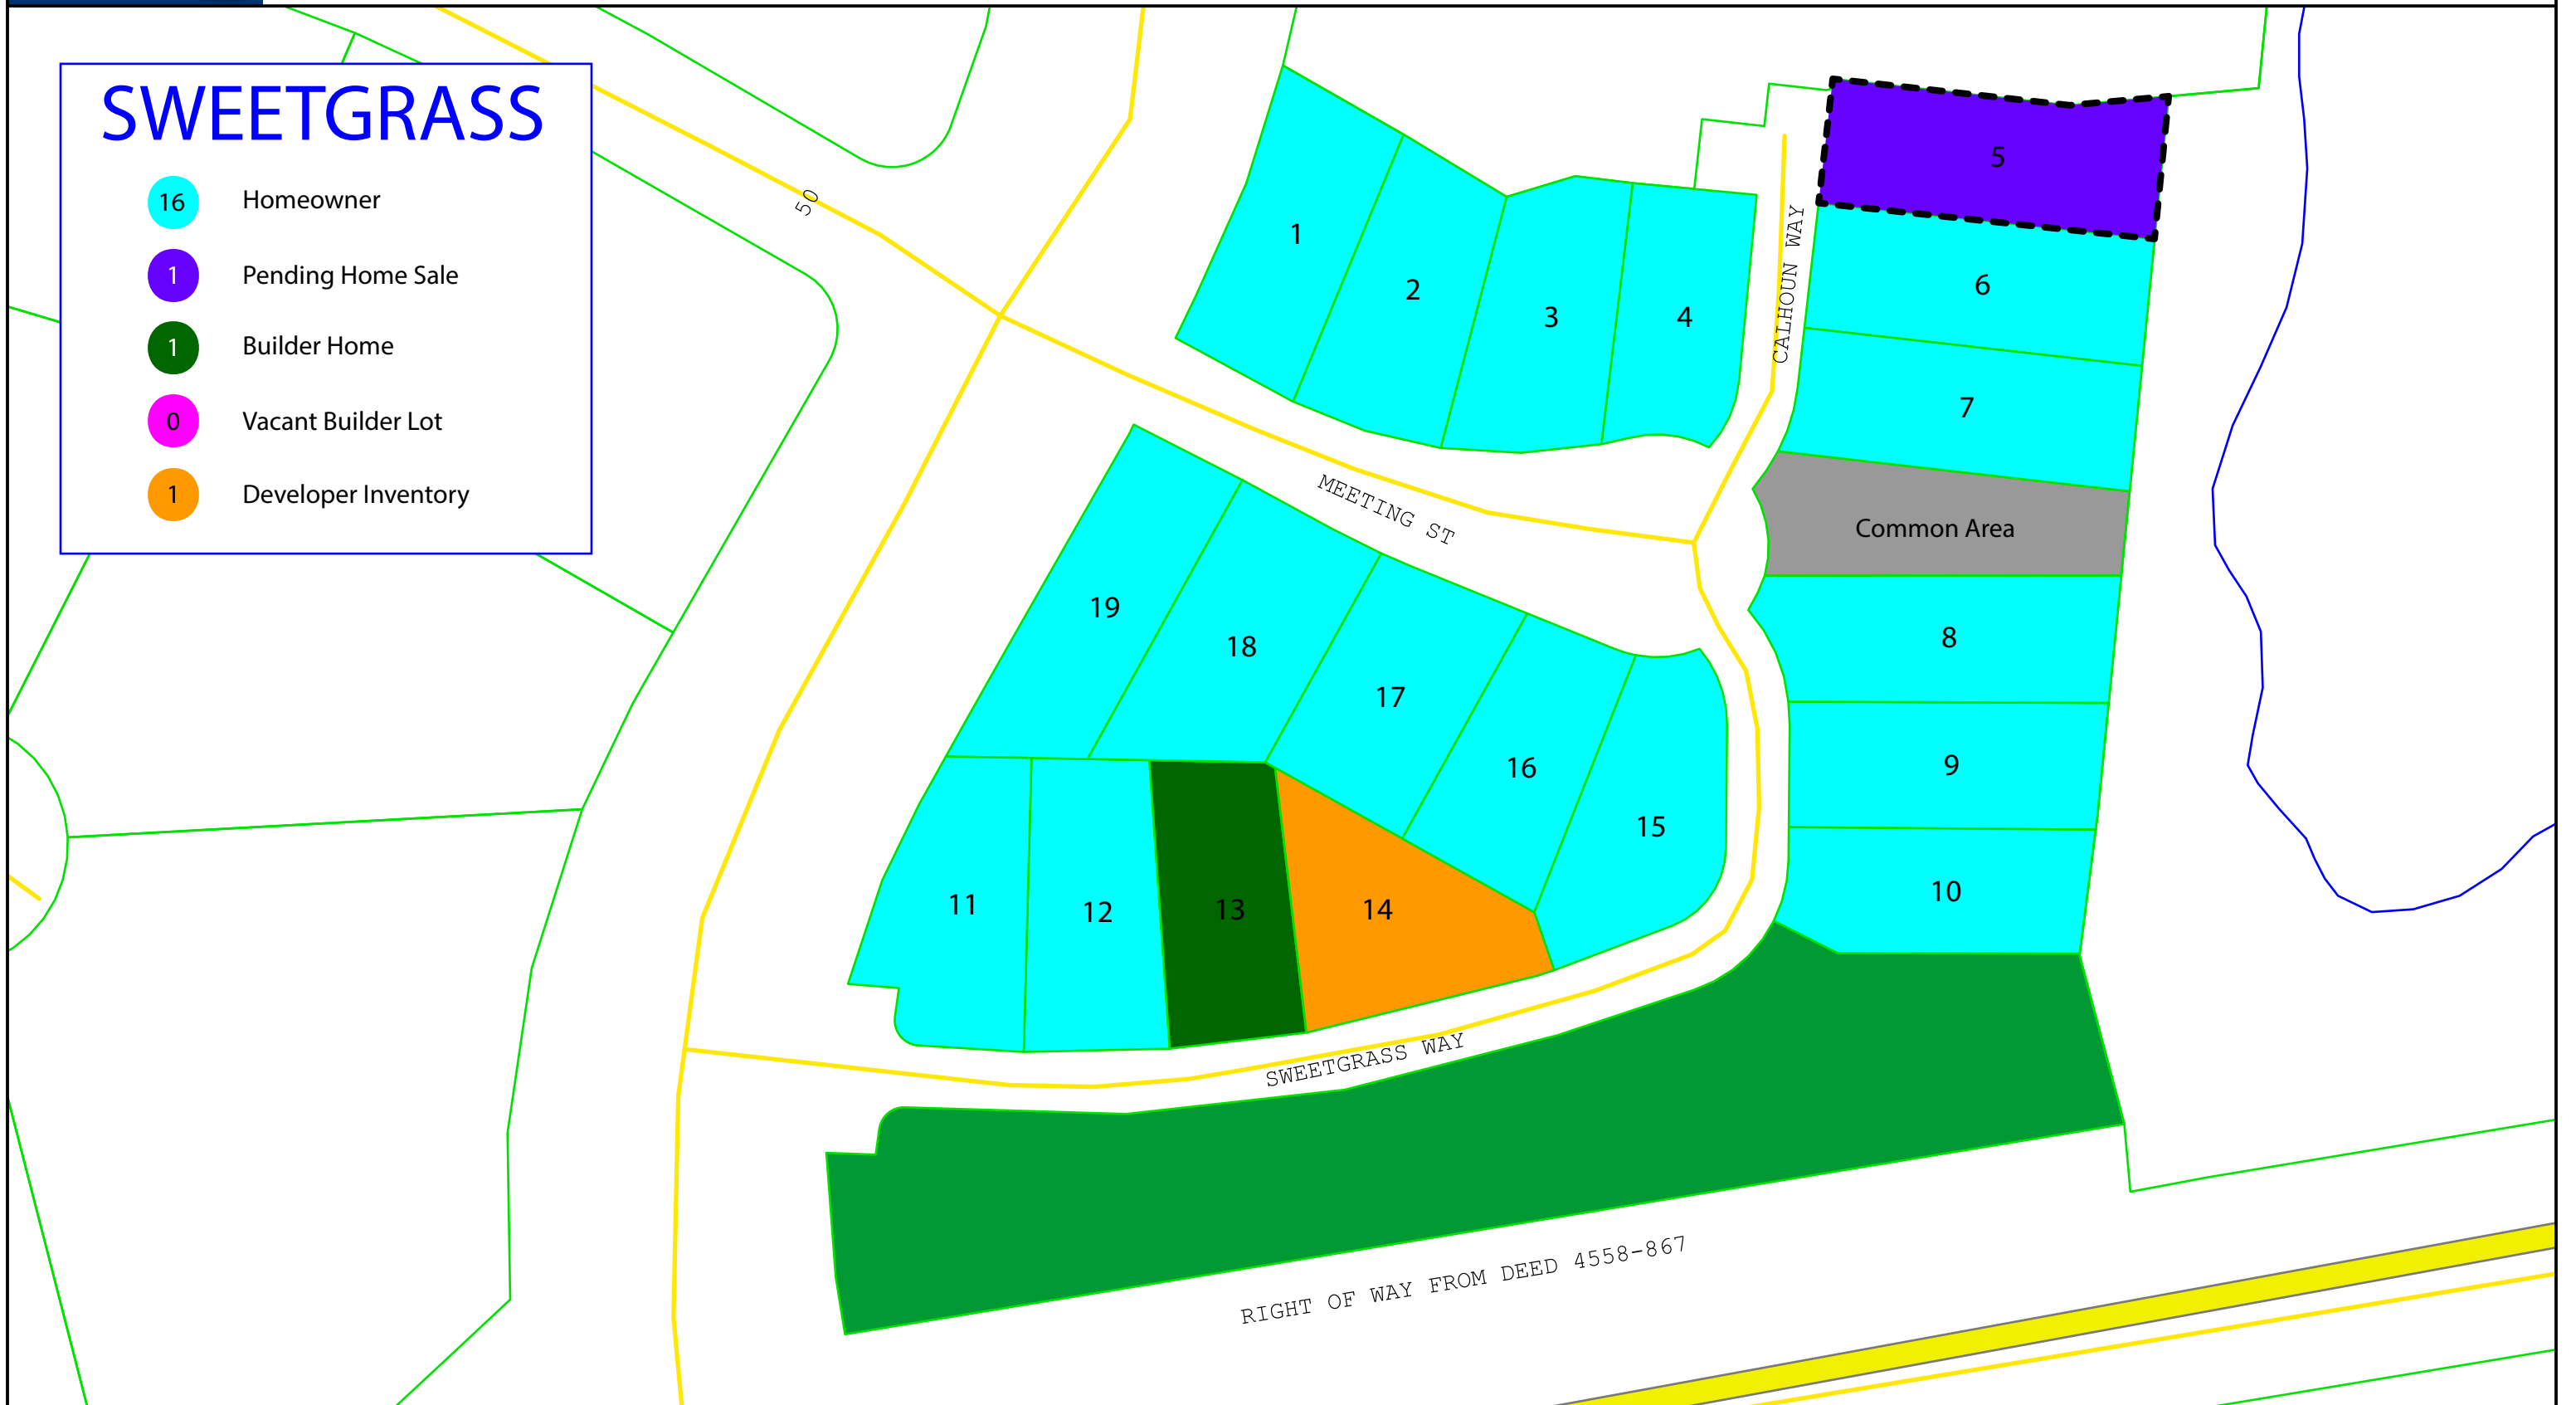 SWEETGRASS
16 Homeowner
1 Pending Home Sale
1 Builder Home
0 Vacant Builder Lot
1 Developer Inventory
50
1
2
3
4
CALHOUN WAY
5
6
7
MEETING ST
Common Area
8
9
10
19
18
17
16
15
11
12
13
14
SWEETGRASS WAY
RIGHT OF WAY FROM DEED 4558-867